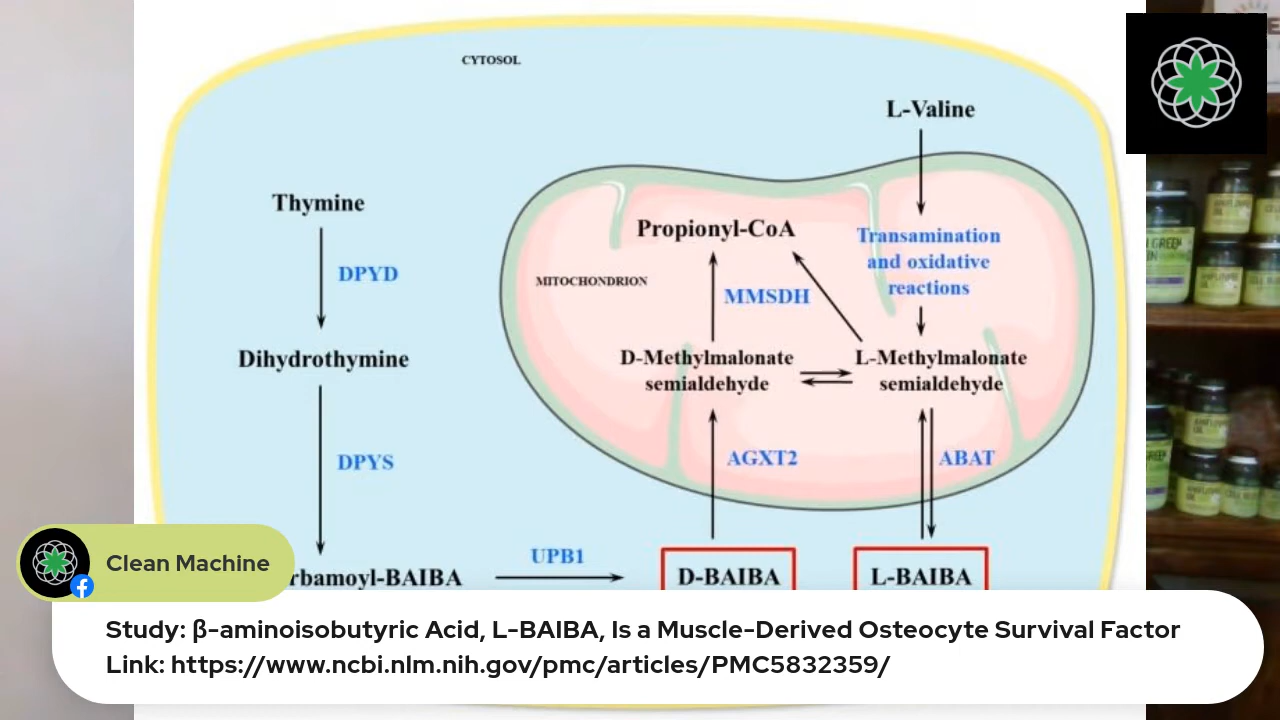 CYTOSOL
L-Valine
Thymine
Propionyl-CoA
Transamination
and oxidative
reactions
DPYD
MITOCHONDRION
MMSDH
Dihydrothymine
D-Methylmalonate
semialdehyde
L-Methylmalonate
semialdehyde
DPYS
AGXT2
ABAT
UPB1
rbamoyl-BAIBA
D-BAIBA
L-BAIBA
GREEN
Clean Machine
Study: β-aminoisobutyric Acid, L-BAIBA, Is a Muscle-Derived Osteocyte Survival Factor
Link: https://www.ncbi.nlm.nih.gov/pmc/articles/PMC5832359/